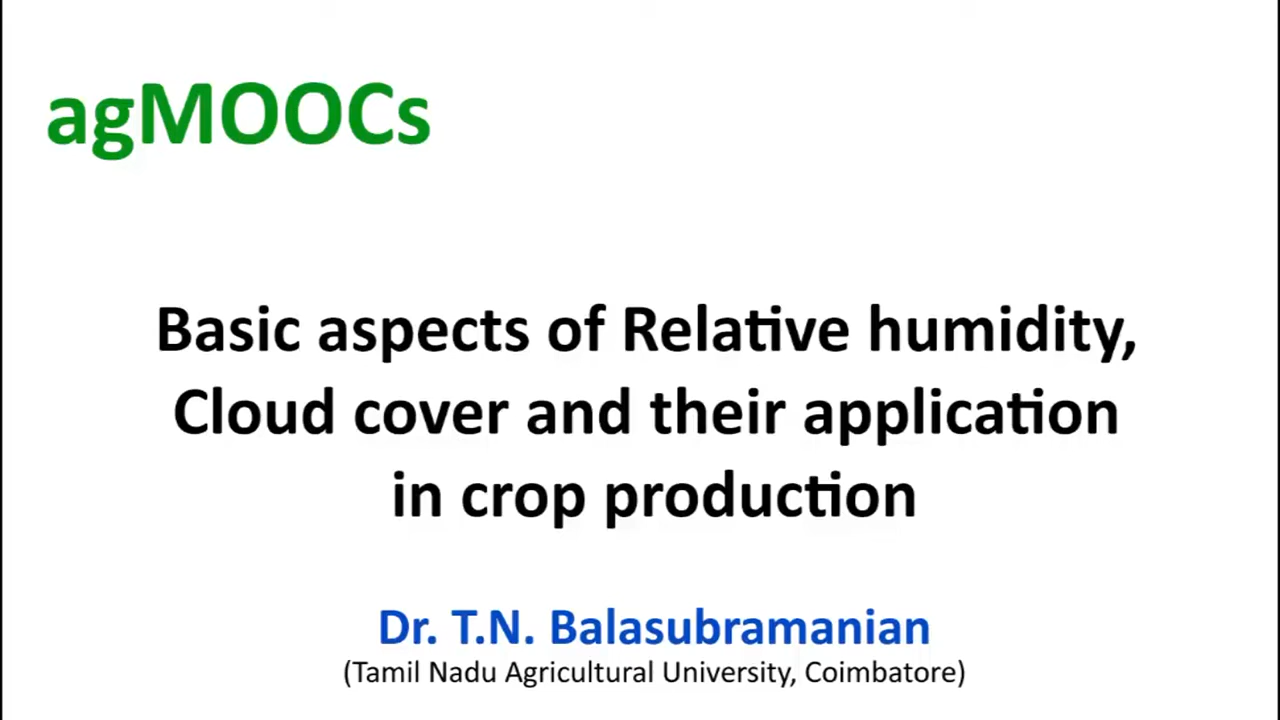 agMOOCs
Basic aspects of Relative humidity,
Cloud cover and their application
in crop production
Dr. T.N. Balasubramanian
(Tamil Nadu Agricultural University, Coimbatore)